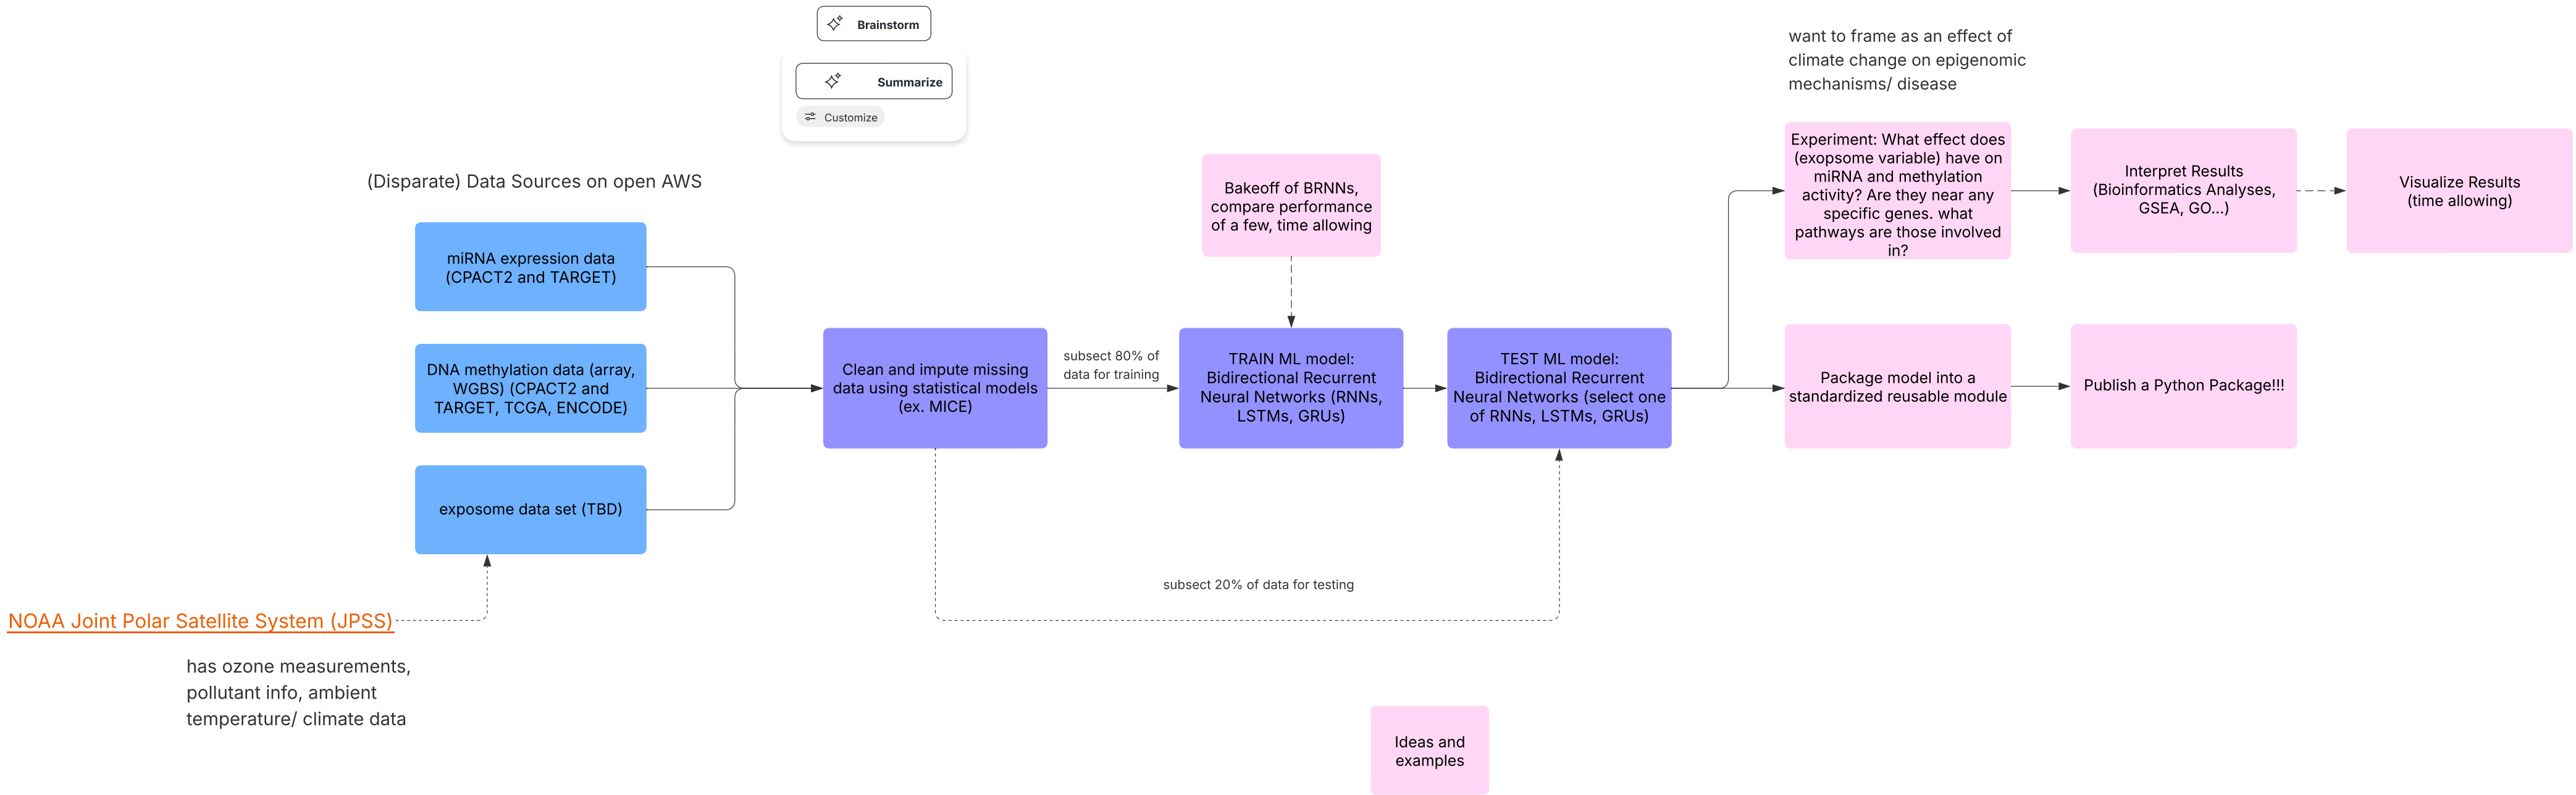 Brainstorm
Summarize
Customize
want to frame as an effect of
climate change on epigenomic
mechanisms/ disease
(Disparate) Data Sources on open AWS
miRNA expression data
(CPACT2 and TARGET)
DNA methylation data (array,
WGBS) (CPACT2 and
TARGET, TCGA, ENCODE)
exposome data set (TBD)
NOAA Joint Polar Satellite System (JPSS)
has ozone measurements,
pollutant info, ambient
temperature/ climate data
Clean and impute missing
data using statistical models
(ex. MICE)
subsect 80% of
data for training
Bakeoff of BRNNs,
compare performance
of a few, time allowing
TRAIN ML model:
Bidirectional Recurrent
Neural Networks (RNNs,
LSTMs, GRUs)
TEST ML model:
Bidirectional Recurrent
Neural Networks (select one
of RNNs, LSTMs, GRUs)
subsect 20% of data for testing
Experiment: What effect does
(exopsome variable) have on
miRNA and methylation
activity? Are they near any
specific genes. what
pathways are those involved
in?
Interpret Results
(Bioinformatics Analyses,
GSEA, GO...)
Visualize Results
(time allowing)
Package model into a
standardized reusable module
Publish a Python Package!!!
Ideas and
examples